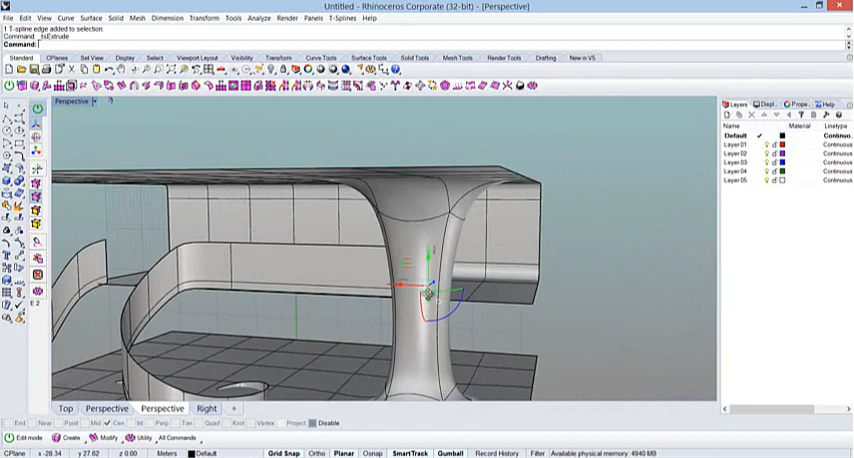 Untitled - Rhinoceros Corporate (32-bit) - [Perspective]
File Edit View Curve Surface Solid Mesh Dimension Transform Tools Analyze Render Panels T-Splines Help
1 T-spline edge added to selection.
Command: _tsExtrude
Command:
Standard CPlanes Set View Display Select Viewport Layout Visibility Transform Curve Tools Surface Tools Solid Tools Mesh Tools Render Tools Drafting New in V5
Perspective
Layers Displ... Prope... Help
Name Material Linetype
Default Continuo...
Layer 01 Continuous
Layer 02 Continuous
Layer 03 Continuous
Layer 04 Continuous
Layer 05 Continuous
E 2
Top Perspective Perspective Right
End Near Point Mid Cen Int Perp Tan Quad Knot Vertex Project Disable
Edit mode Create Modify Utility All Commands
CPlane x -28.34 y 27.62 z 0.00 Meters Default Grid Snap Ortho Planar Osnap SmartTrack Gumball Record History Filter Available physical memory: 4940 MB